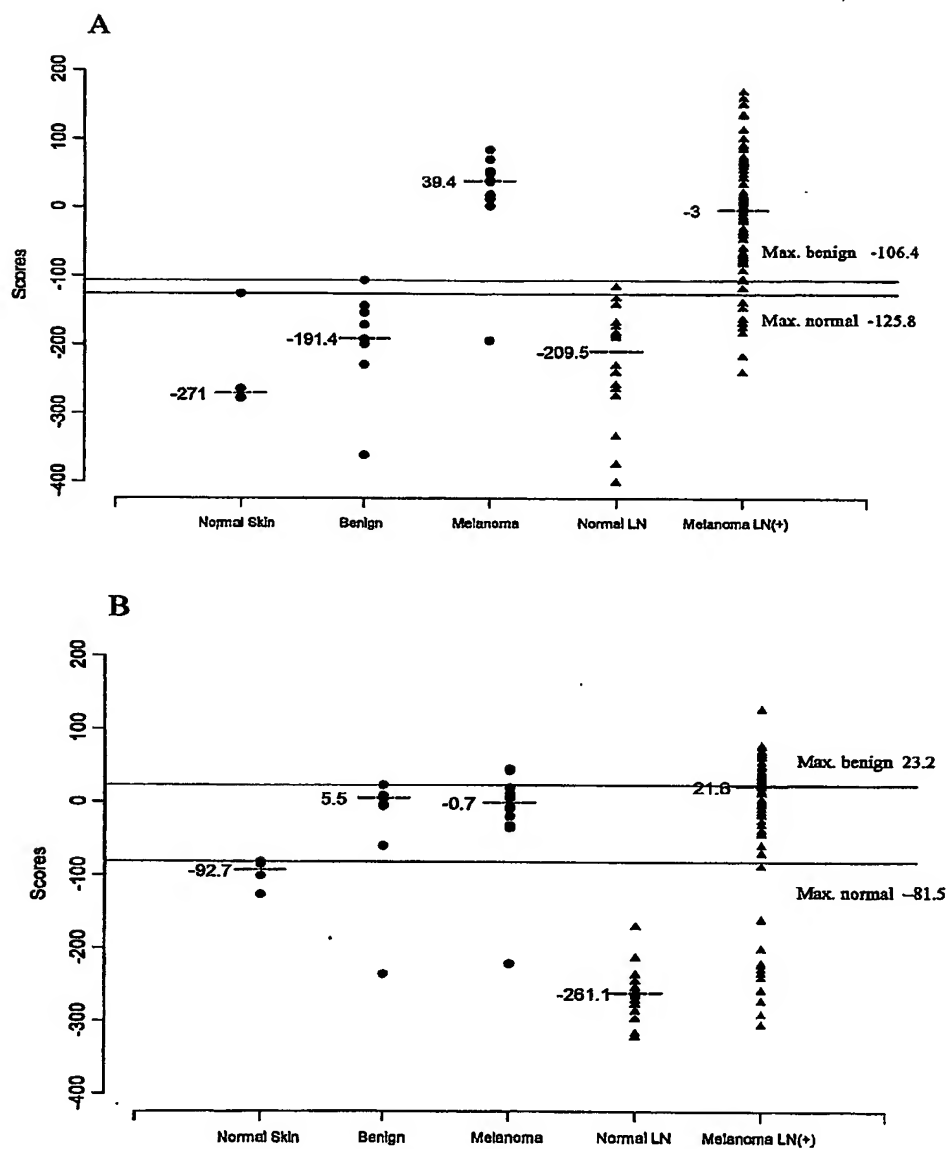 A
200
100
0
-100
-200
-300
-400
Scores
-271
-191.4
39.4
-209.5
-3
Max. benign -106.4
Max. normal -125.8
Normal Skin
Benign
Melanoma
Normal LN
Melanoma LN(+)
B
200
100
0
-100
-200
-300
-400
Scores
-92.7
5.5
-0.7
-261.1
21.6
Max. benign 23.2
Max. normal -81.5
Normal Skin
Benign
Melanoma
Normal LN
Melanoma LN(+)